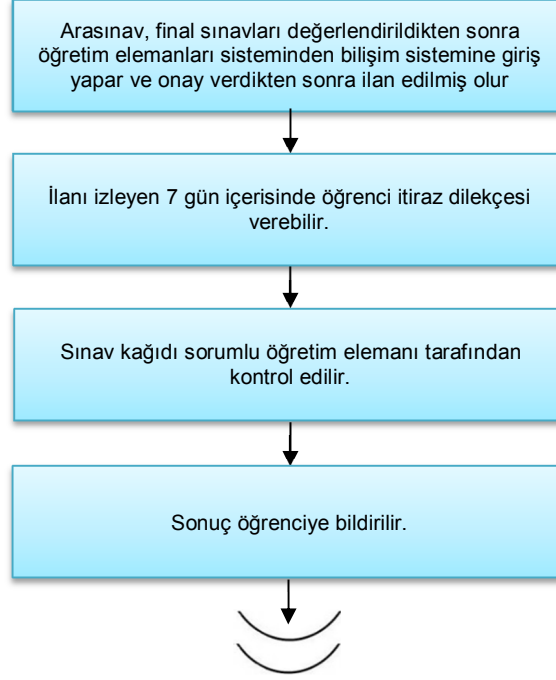 Arasınav, final sınavları değerlendirildikten sonra
öğretim elemanları sisteminden bilişim sistemine giriş
yapar ve onay verdikten sonra ilan edilmiş olur
İlanı izleyen 7 gün içerisinde öğrenci itiraz dilekçesi
verebilir.
Sınav kağıdı sorumlu öğretim elemanı tarafından
kontrol edilir.
Sonuç öğrenciye bildirilir.